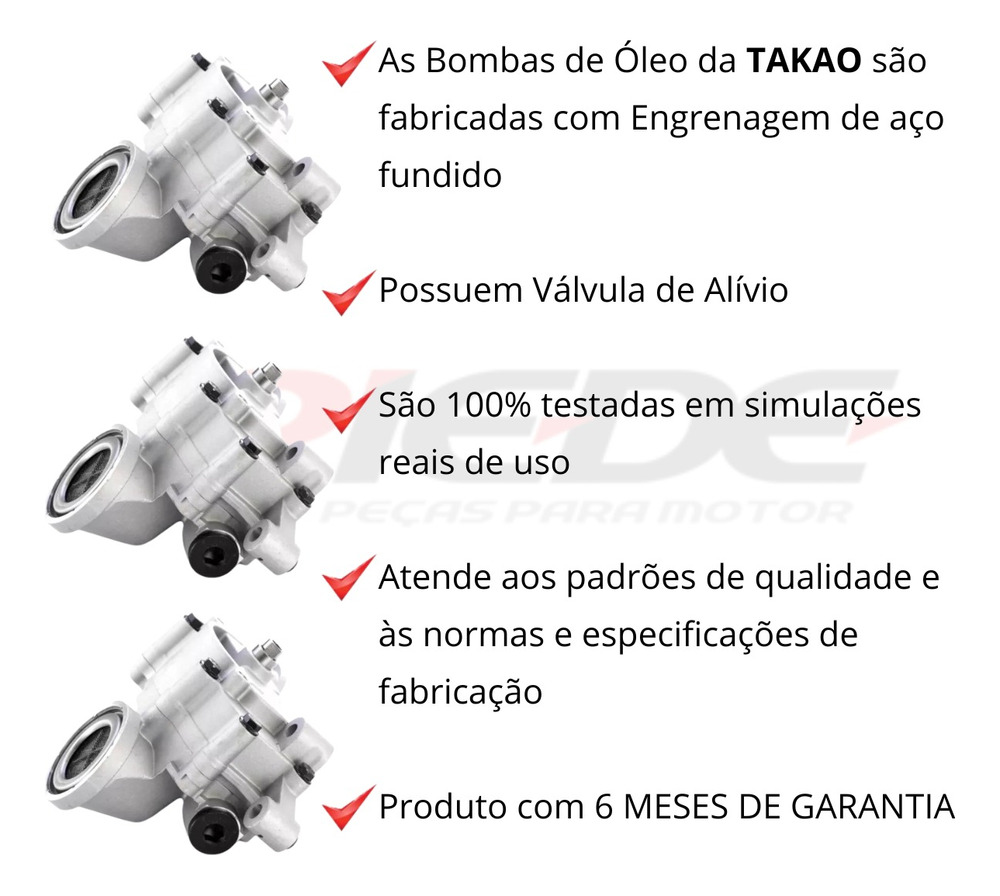 As Bombas de Óleo da TAKAO são
fabricadas com Engrenagem de aço
fundido
Possuem Válvula de Alívio
São 100% testadas em simulações
reais de uso
RIEDE
PEÇAS PARA MOTOR
Atende aos padrões de qualidade e
às normas e especificações de
fabricação
Produto com 6 MESES DE GARANTIA